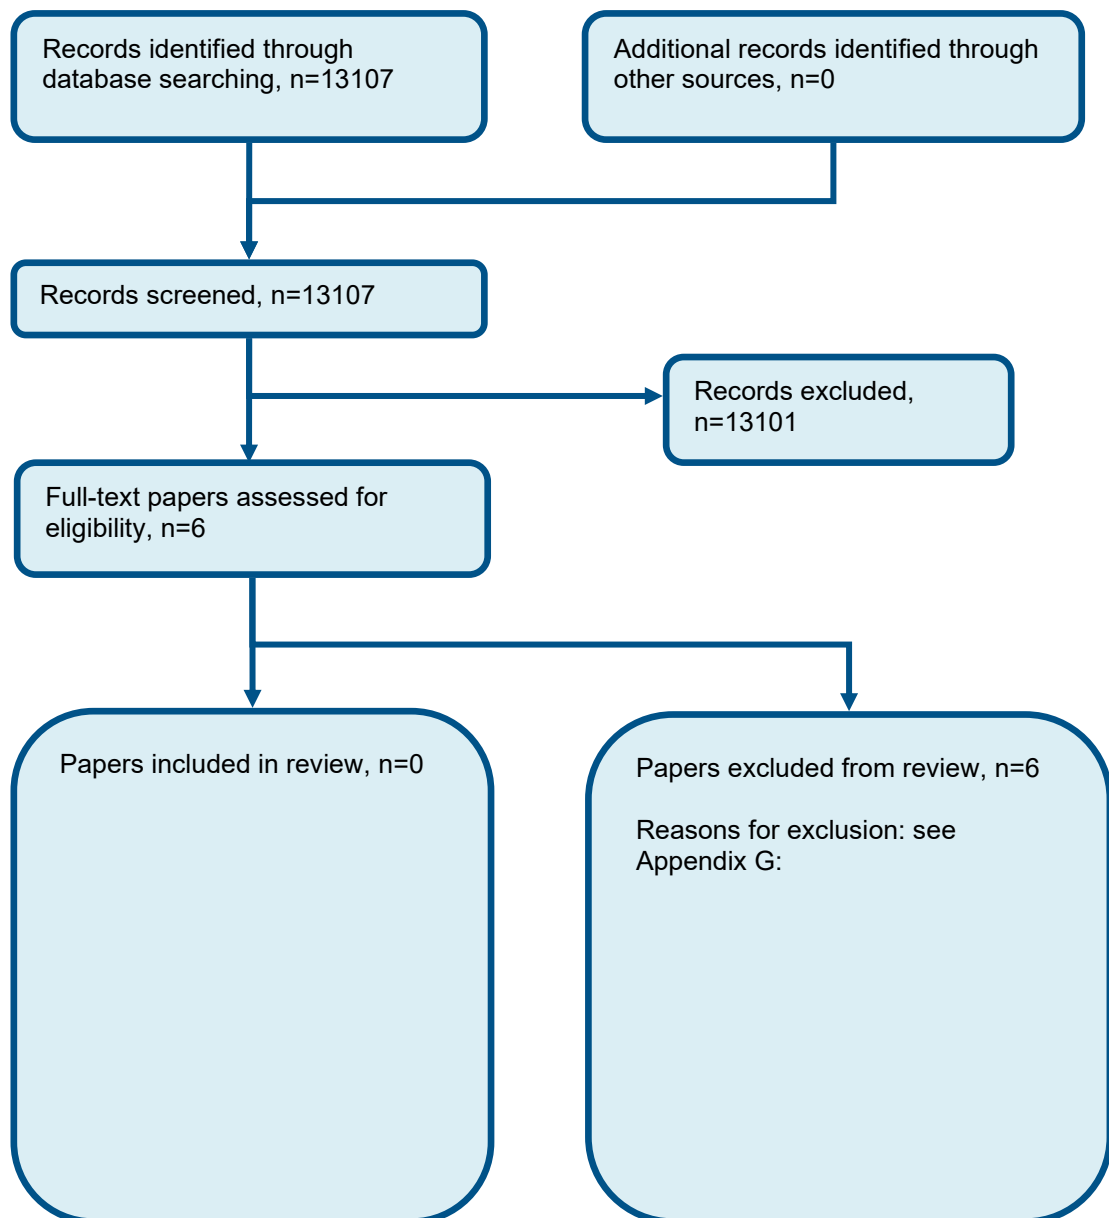 Records identified through
database searching, n=13107
Additional records identified through
other sources, n=0
Records screened, n=13107
Records excluded,
n=13101
Full-text papers assessed for
eligibility, n=6
Papers included in review, n=0
Papers excluded from review, n=6
Reasons for exclusion: see
Appendix G: